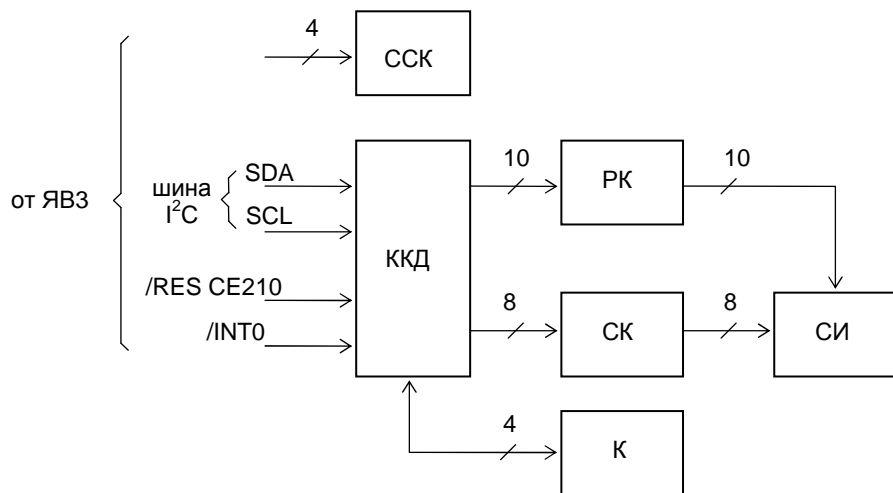 4
ССК
от ЯВЗ
шина
I²C
SDA
SCL
/RES CE210
/INT0
ККД
10
РК
10
8
СК
8
СИ
4
К